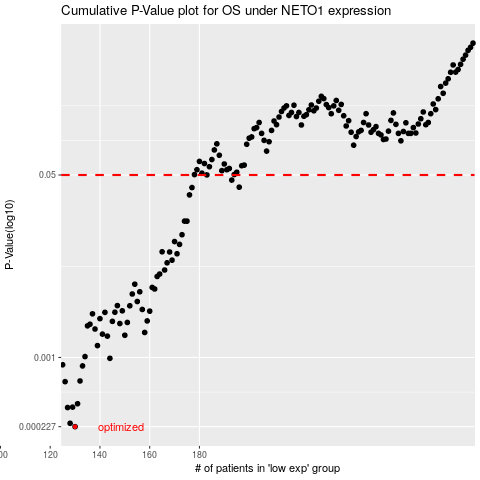 Cumulative P-Value plot for OS under NETO1 expression
P-Value(log10)
0.05
0.001
0.000227
optimized
00 120 140 160 180
# of patients in 'low exp' group